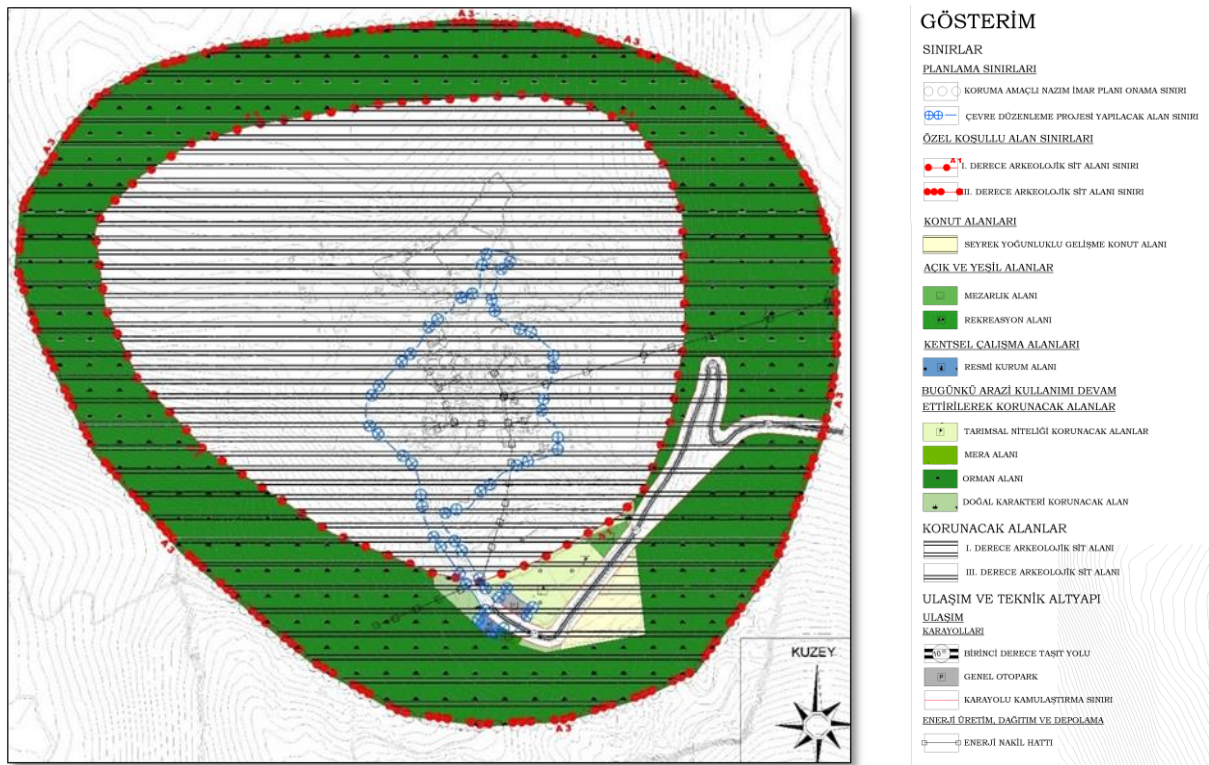 A3
A3
A3
A3
A3
KUZEY
GÖSTERİM
SINIRLAR
PLANLAMA SINIRLARI
KORUMA AMAÇLI NAZIM İMAR PLANI ONAMA SINIRI
ÇEVRE DÜZENLEME PROJESİ YAPILACAK ALAN SINIRI
ÖZEL KOŞULLU ALAN SINIRLARI
I. DERECE ARKEOLOJİK SİT ALANI SINIRI
II. DERECE ARKEOLOJİK SİT ALANI SINIRI
KONUT ALANLARI
SEYREK YOĞUNLUKLU GELİŞME KONUT ALANI
AÇIK VE YEŞİL ALANLAR
MEZARLIK ALANI
REKREASYON ALANI
KENTSEL ÇALIŞMA ALANLARI
RESMİ KURUM ALANI
BUGÜNKÜ ARAZİ KULLANIMI DEVAM
ETTİRİLEREK KORUNACAK ALANLAR
TARIMSAL NİTELİĞİ KORUNACAK ALANLAR
MERA ALANI
ORMAN ALANI
DOĞAL KARAKTERİ KORUNACAK ALAN
KORUNACAK ALANLAR
I. DERECE ARKEOLOJİK SİT ALANI
III. DERECE ARKEOLOJİK SİT ALANI
ULAŞIM VE TEKNİK ALTYAPI
ULAŞIM
KARAYOLLARI
BİRİNCİ DERECE TAŞIT YOLU
GENEL OTOPARK
KARAYOLU KAMULAŞTIRMA SINIRI
ENERJİ ÜRETİM, DAĞITIM VE DEPOLAMA
ENERJİ NAKİL HATTI